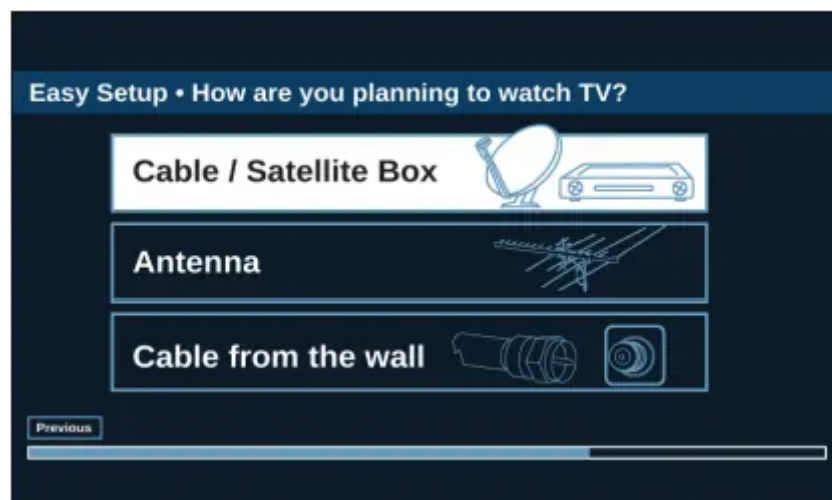 Easy Setup • How are you planning to watch TV?
Cable / Satellite Box
Antenna
Cable from the wall
Previous